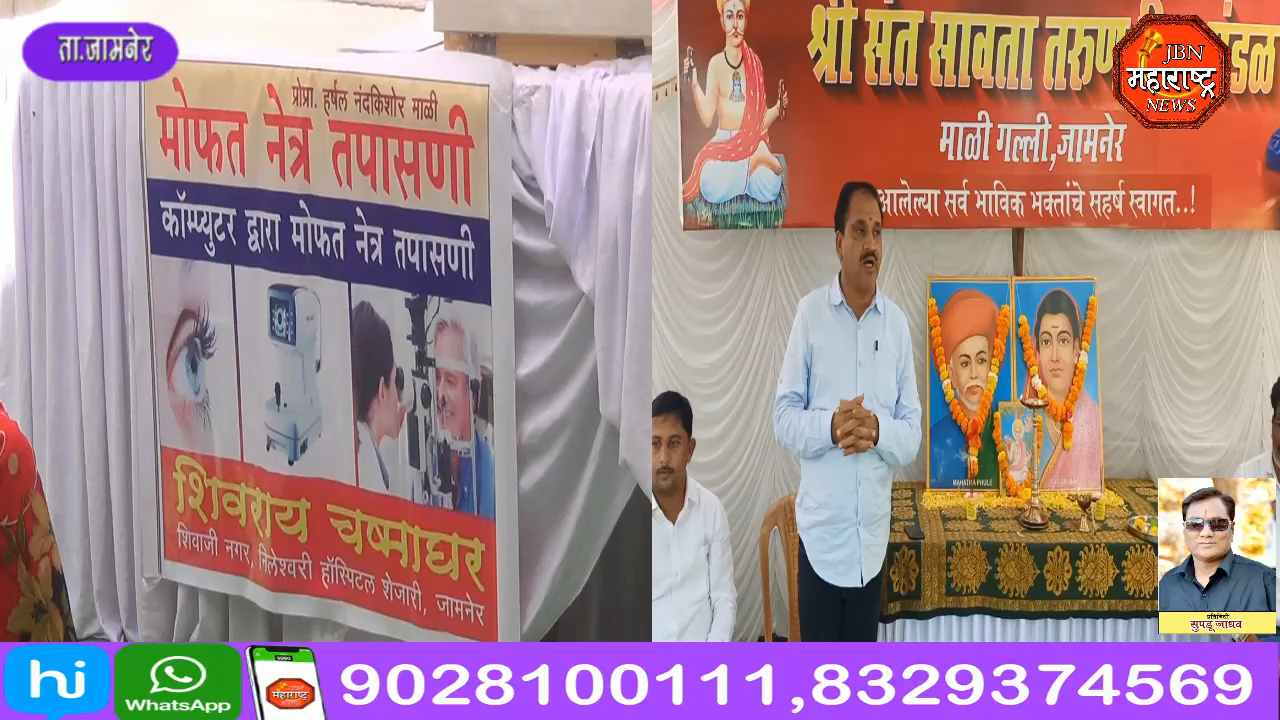 ता.जामनेर
प्रोप्रा. हर्षल नंदकिशोर माळी
मोफत नेत्र तपासणी
कॉम्प्युटर द्वारा मोफत नेत्र तपासणी
शिवराय चष्माघर
शिवाजी नगर, निलेश्वरी हॉस्पिटल शेजारी, जामनेर
श्री संत सावता तरुण
JBN
महाराष्ट्र
NEWS
माळी गल्ली,जामनेर
आलेल्या सर्व भाविक भक्तांचे सहर्ष स्वागत..!
MAHATMA PHULE
प्रतिनिधी
सुपडू जाधव
hi
WhatsApp
महाराष्ट्र
9028100111,8329374569